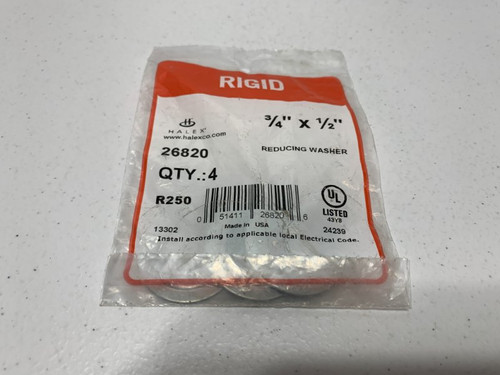 RIGID
HALEX
www.halexco.com
3/4" X 1/2"
26820
REDUCING WASHER
QTY.:4
R250
0 51411 26820 6
UL
LISTED
43Y8
13302
Made in USA
24239
Install according to applicable local Electrical Code.